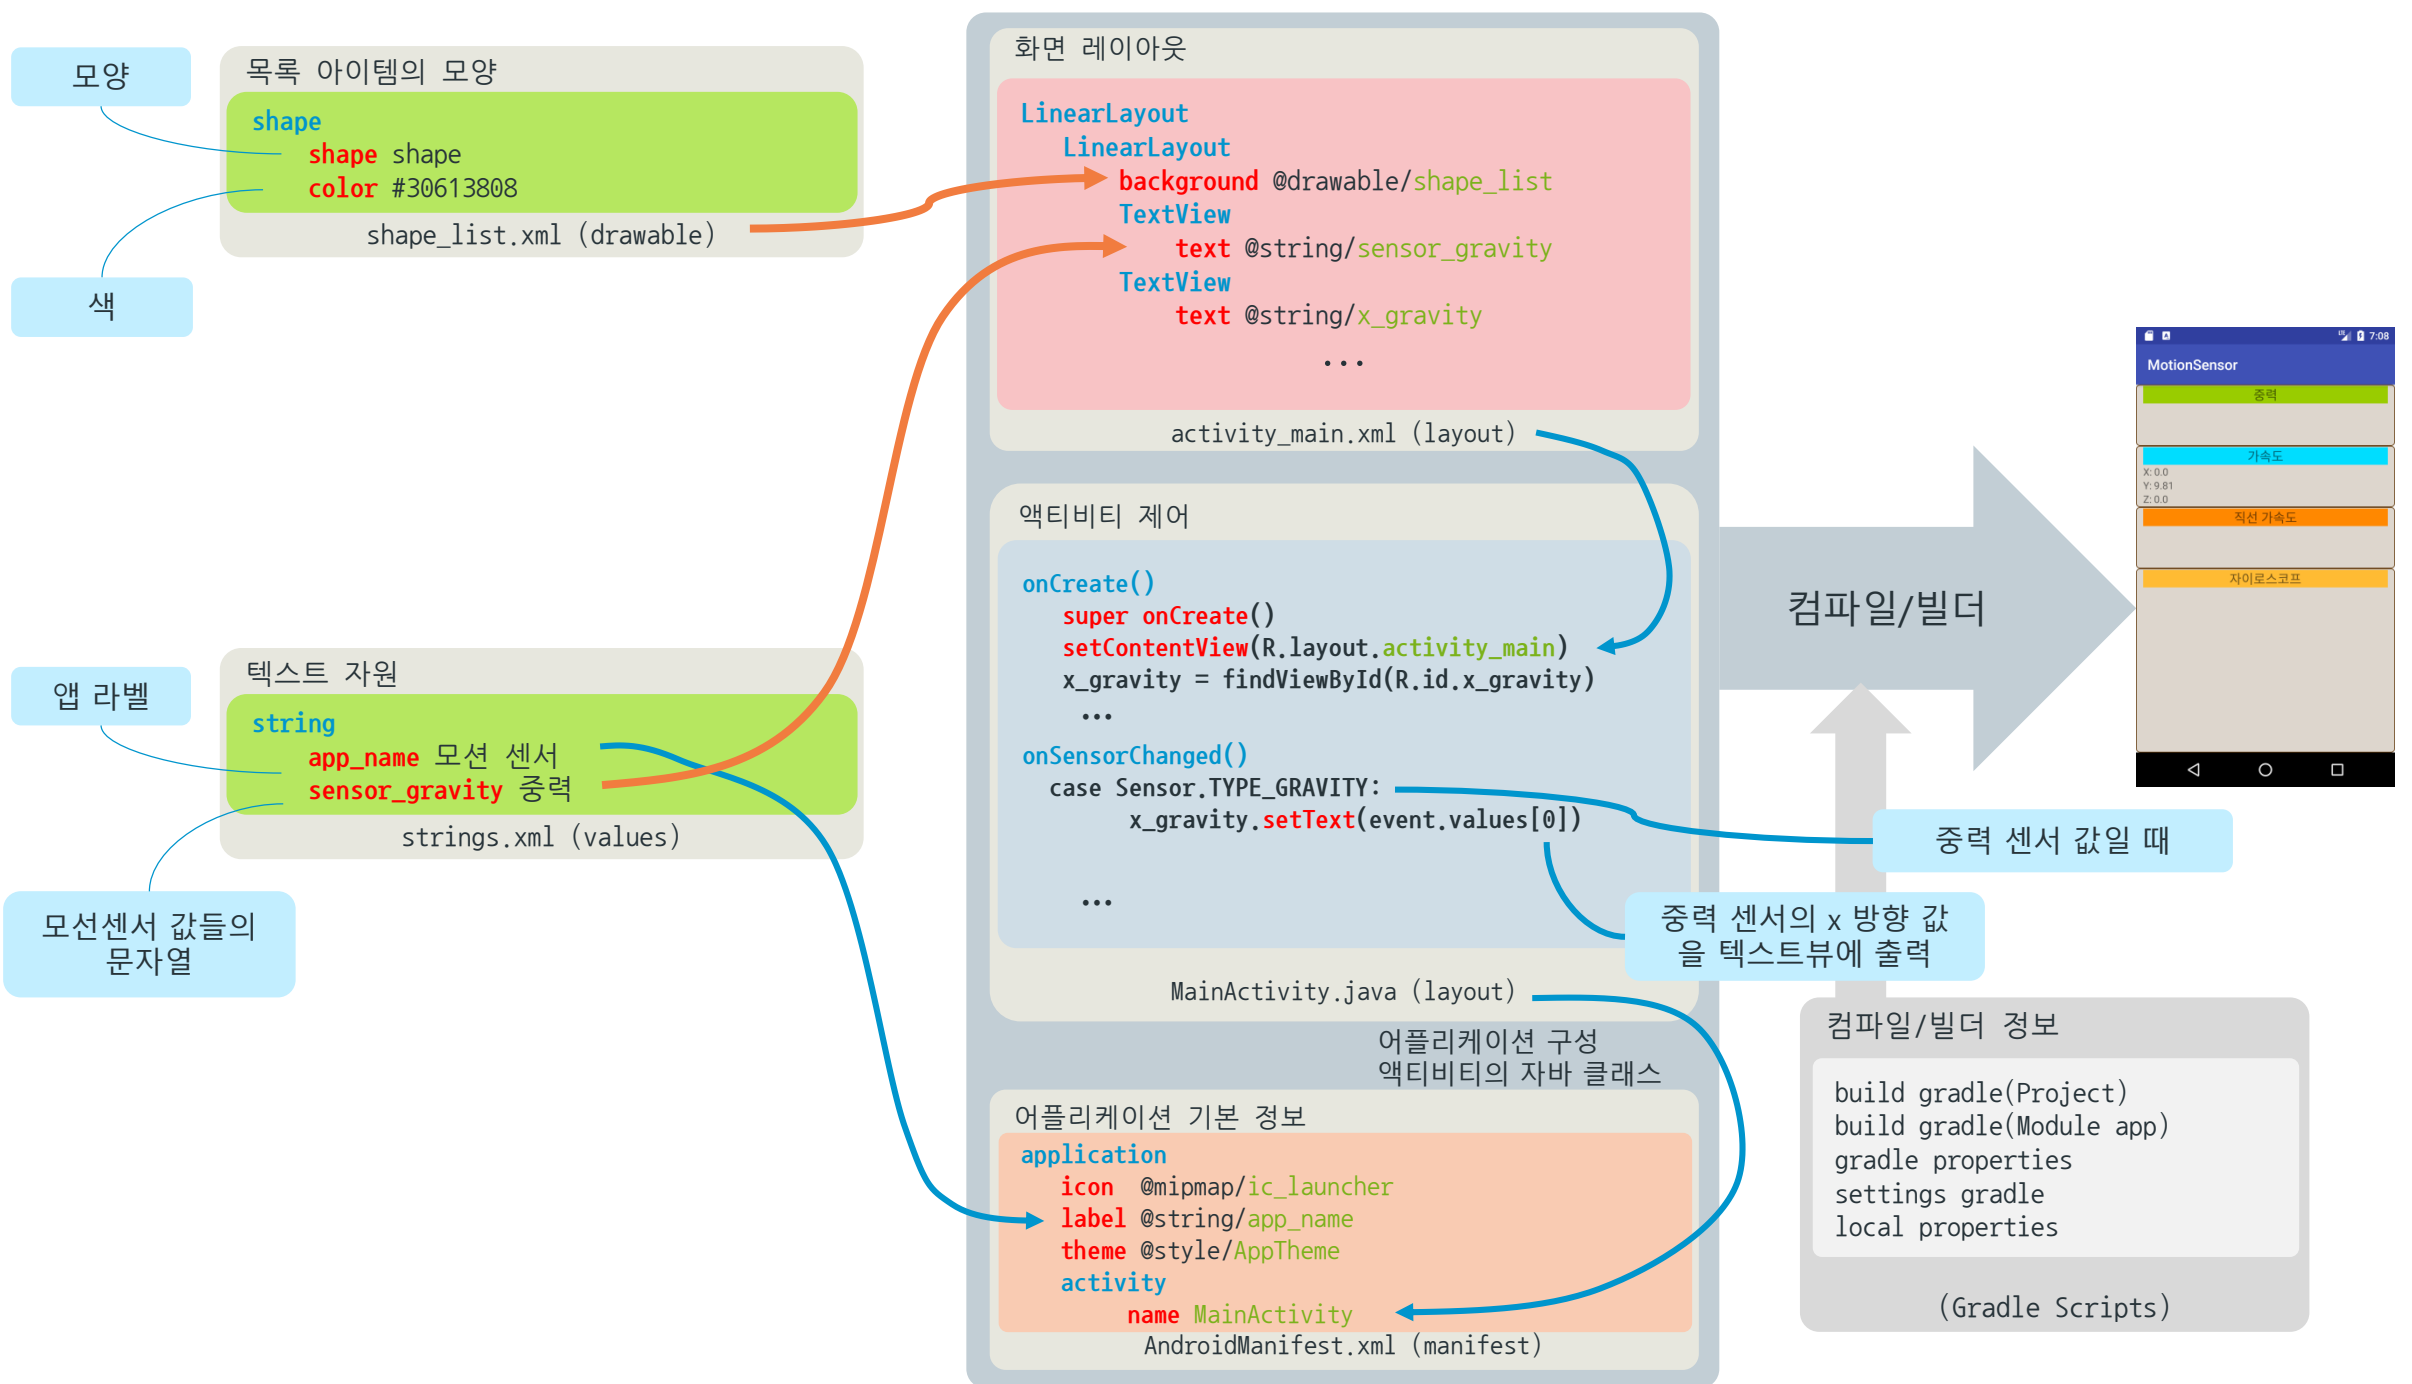 모양
색
목록 아이템의 모양
shape
shape shape
color #30613808
shape_list.xml (drawable)
앱 라벨
모선센서 값들의
문자열
텍스트 자원
string
app_name 모션 센서
sensor_gravity 중력
strings.xml (values)
화면 레이아웃
LinearLayout
LinearLayout
background @drawable/shape_list
TextView
text @string/sensor_gravity
TextView
text @string/x_gravity
...
activity_main.xml (layout)
액티비티 제어
onCreate()
super onCreate()
setContentView(R.layout.activity_main)
x_gravity = findViewById(R.id.x_gravity)
...
onSensorChanged()
case Sensor.TYPE_GRAVITY:
x_gravity.setText(event.values[0])
...
MainActivity.java (layout)
어플리케이션 구성
액티비티의 자바 클래스
어플리케이션 기본 정보
application
icon @mipmap/ic_launcher
label @string/app_name
theme @style/AppTheme
activity
name MainActivity
AndroidManifest.xml (manifest)
컴파일/빌더
중력 센서 값일 때
중력 센서의 x 방향 값
을 텍스트뷰에 출력
컴파일/빌더 정보
build gradle(Project)
build gradle(Module app)
gradle properties
settings gradle
local properties
(Gradle Scripts)
7:08
MotionSensor
중력
가속도
X: 0.0
Y: 9.81
Z: 0.0
직선 가속도
자이로스코프